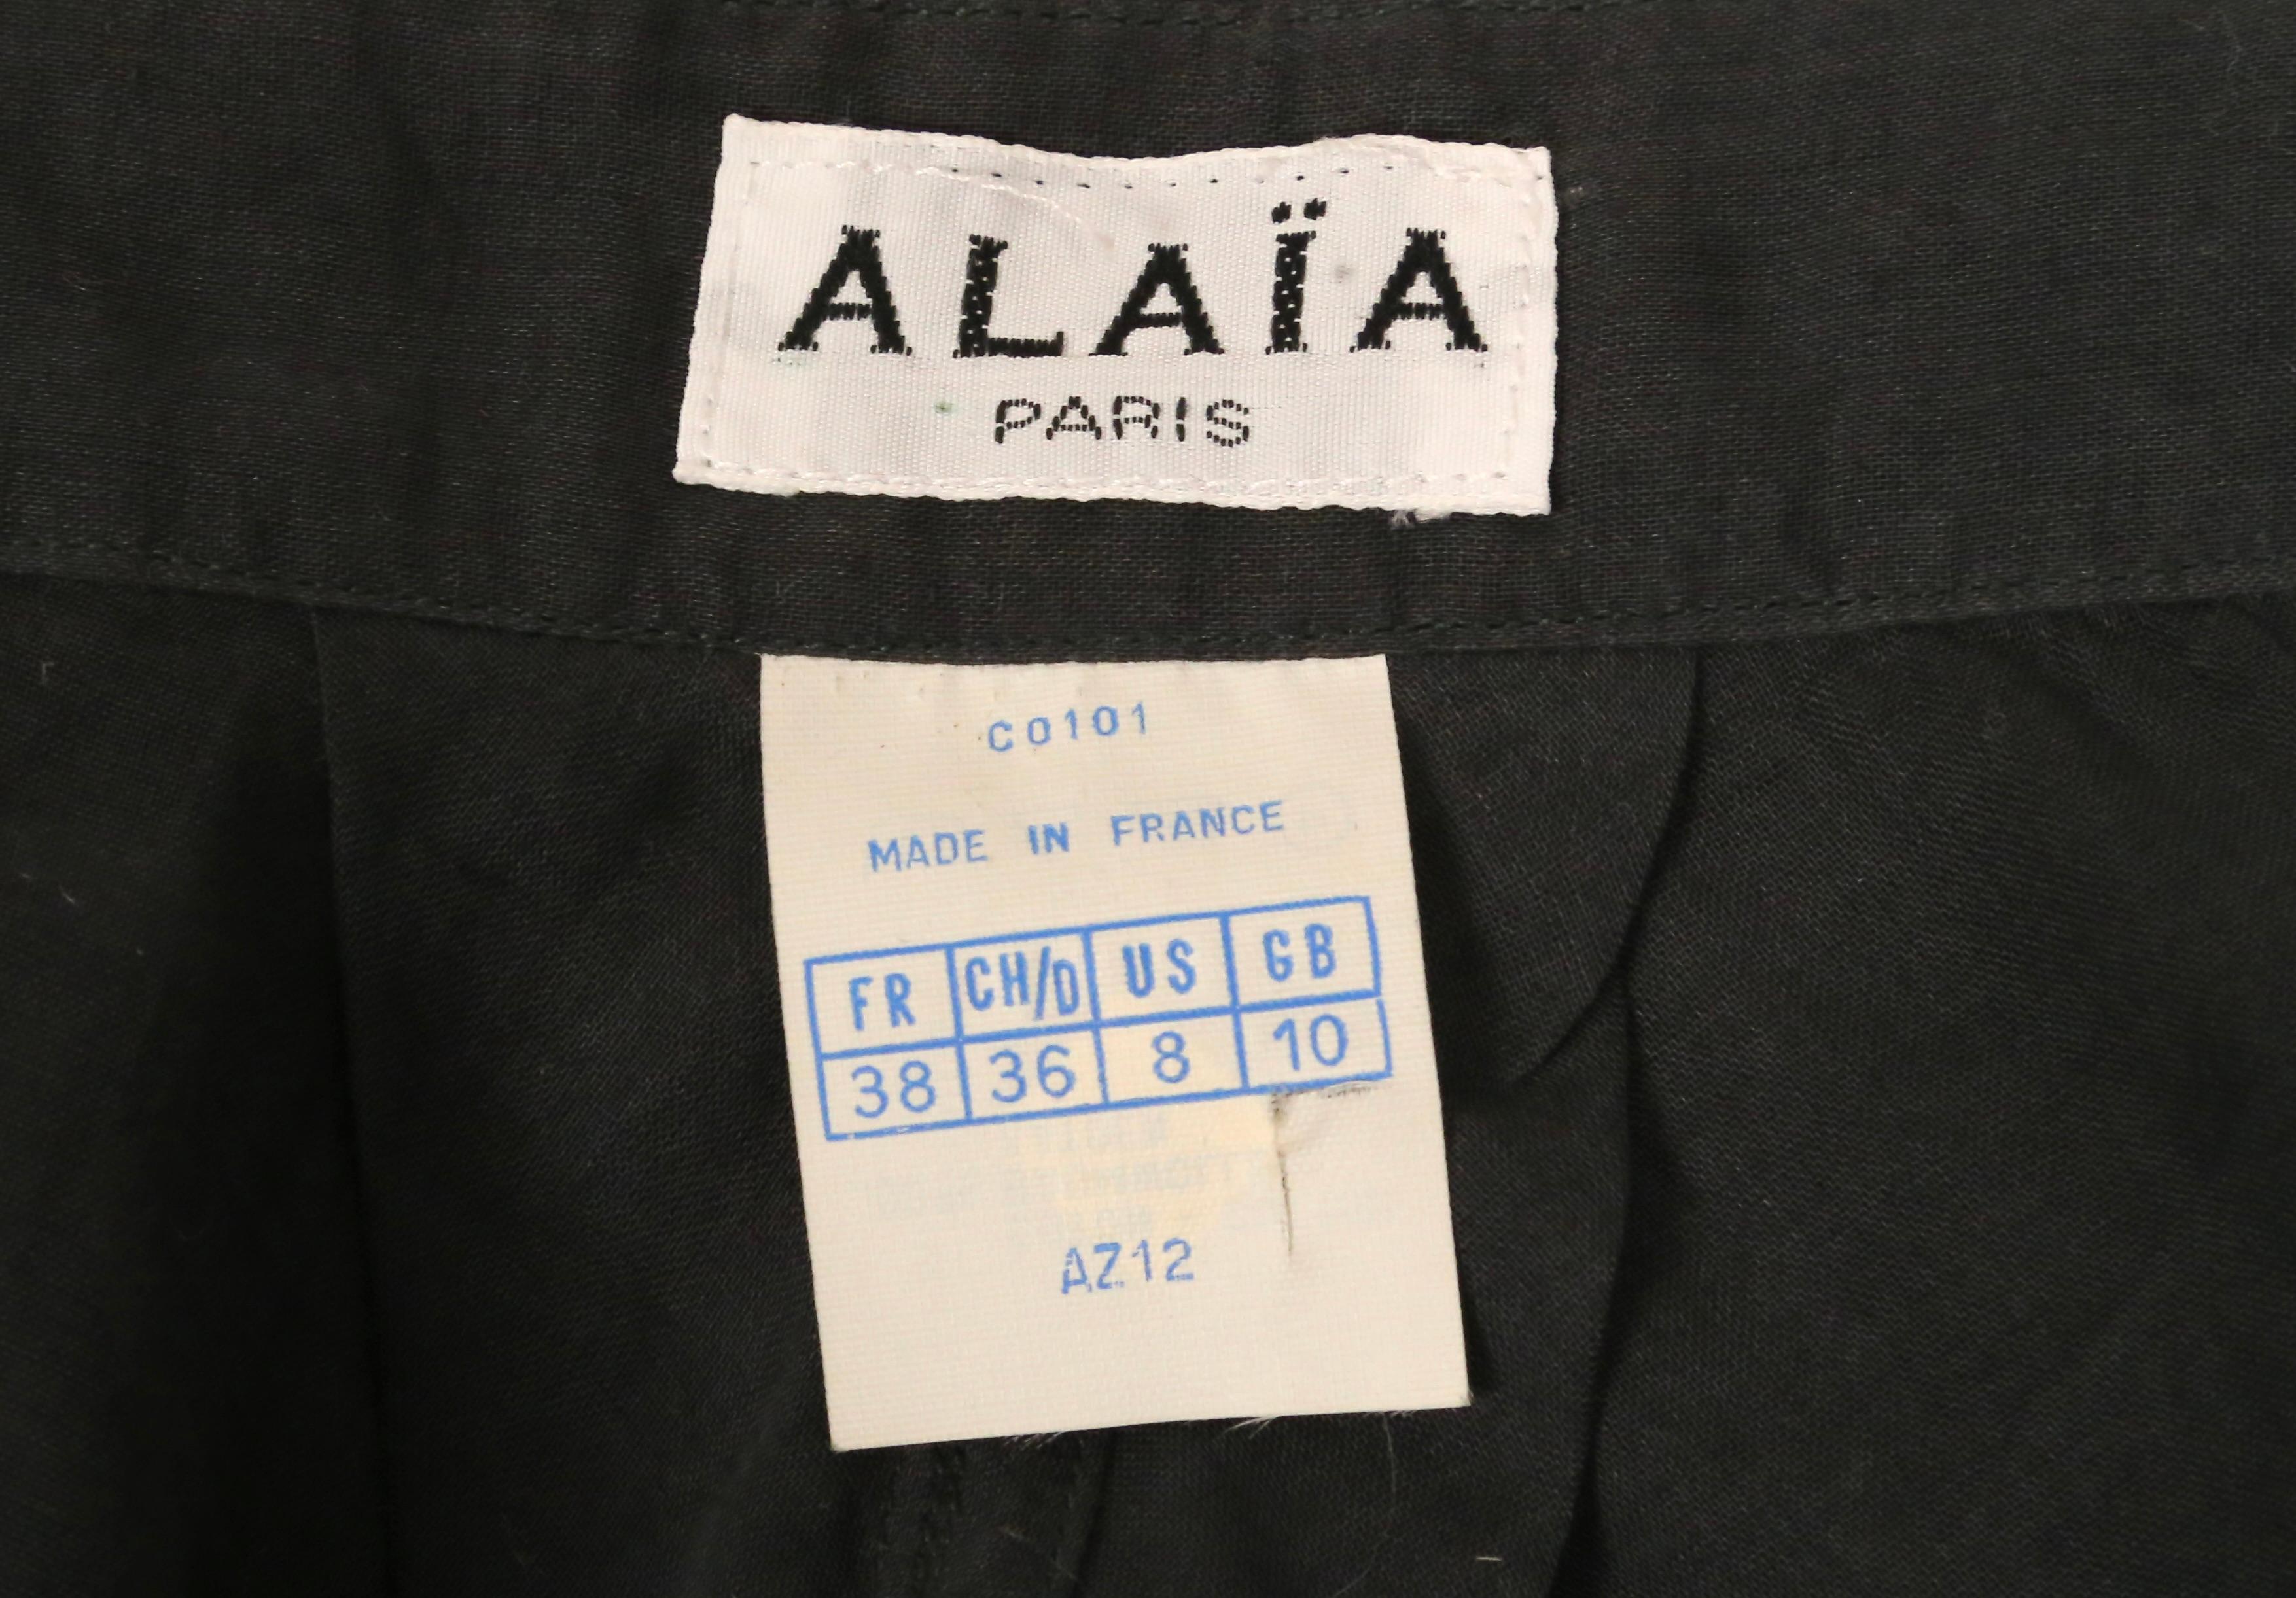 ALAÏA
PARIS
C0101
MADE IN FRANCE
FR CH/D US GB
38 36 8 10
AZ12